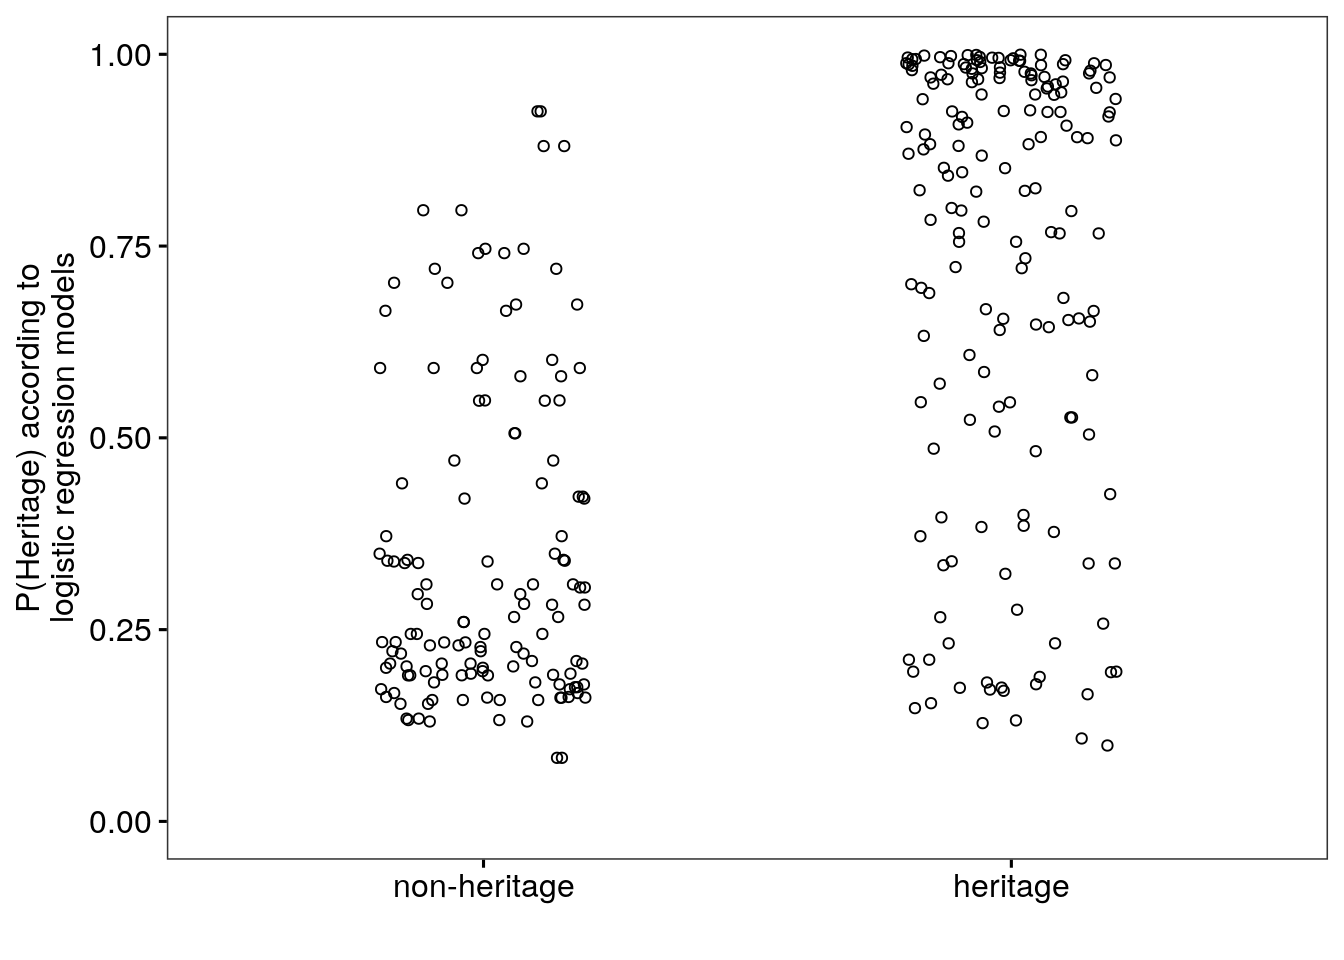 P(Heritage) according to
logistic regression models
1.00
0.75
0.50
0.25
0.00
non-heritage
heritage